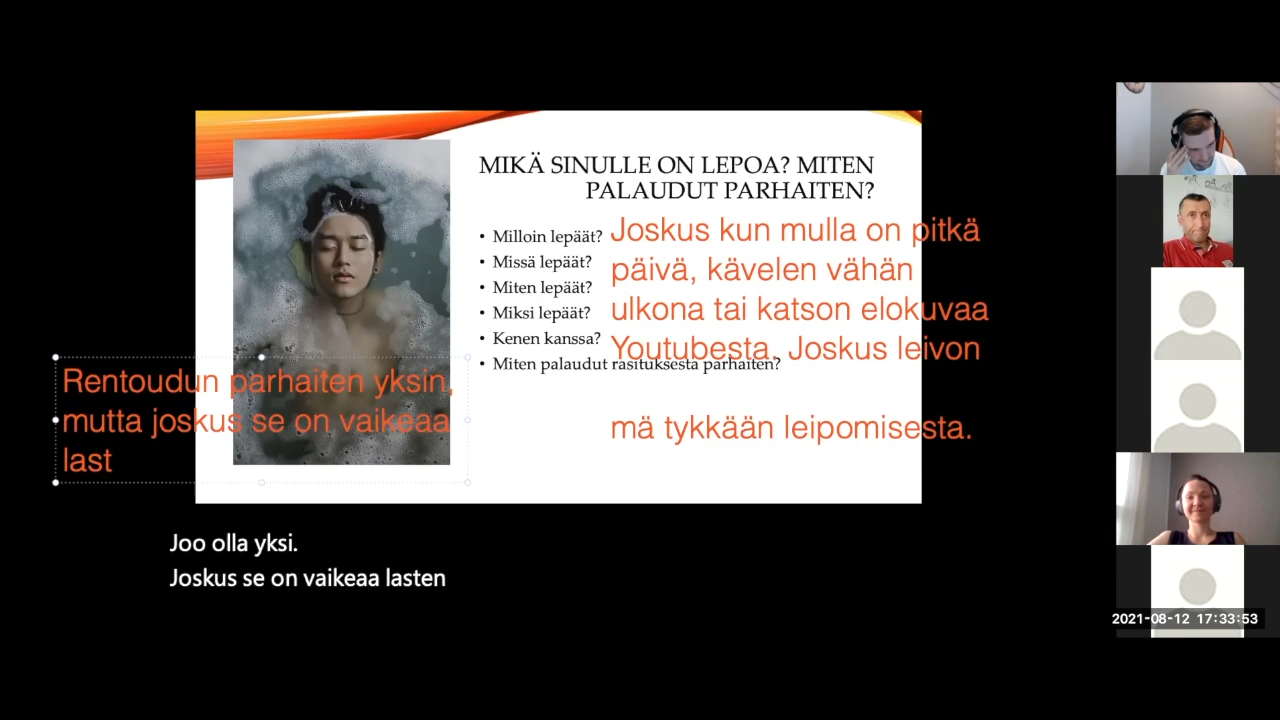 MIKÄ SINULLE ON LEPOA? MITEN
PALAUDUT PARHAITEN?
• Milloin lepäät?
• Missä lepäät?
• Miten lepäät?
• Miksi lepäät?
• Kenen kanssa?
• Miten palaudut rasituksesta parhaiten?
Joskus kun mulla on pitkä
päivä, kävelen vähän
ulkona tai katson elokuvaa
Youtubesta. Joskus leivon
mä tykkään leipomisesta.
Rentoudun parhaiten yksin,
mutta joskus se on vaikeaa
last
Joo olla yksi.
Joskus se on vaikeaa lasten
2021-08-12 17:33:53